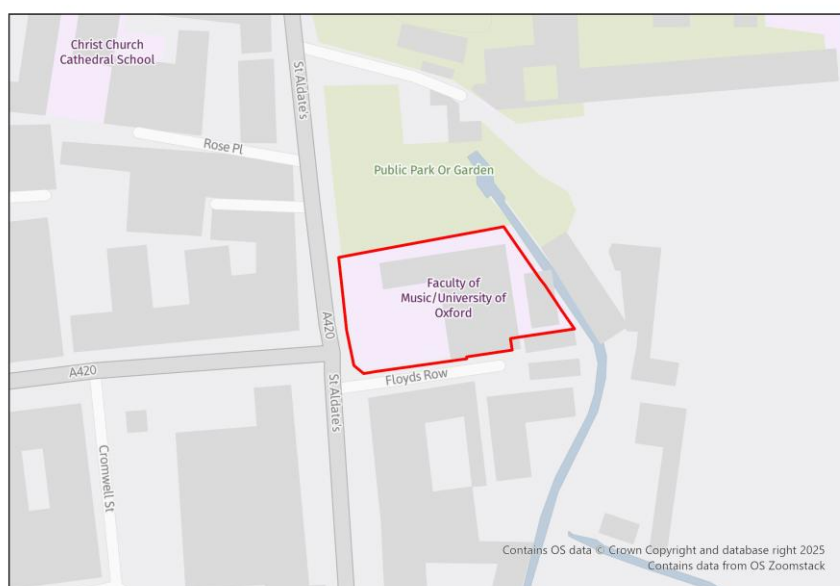 Christ Church
Cathedral School
St Aldate's
Rose Pl
Public Park Or Garden
Faculty of
Music/University of
Oxford
A420
A420
St Aldate's
Floyds Row
Cromwell St
Contains OS data © Crown Copyright and database right 2025
Contains data from OS Zoomstack